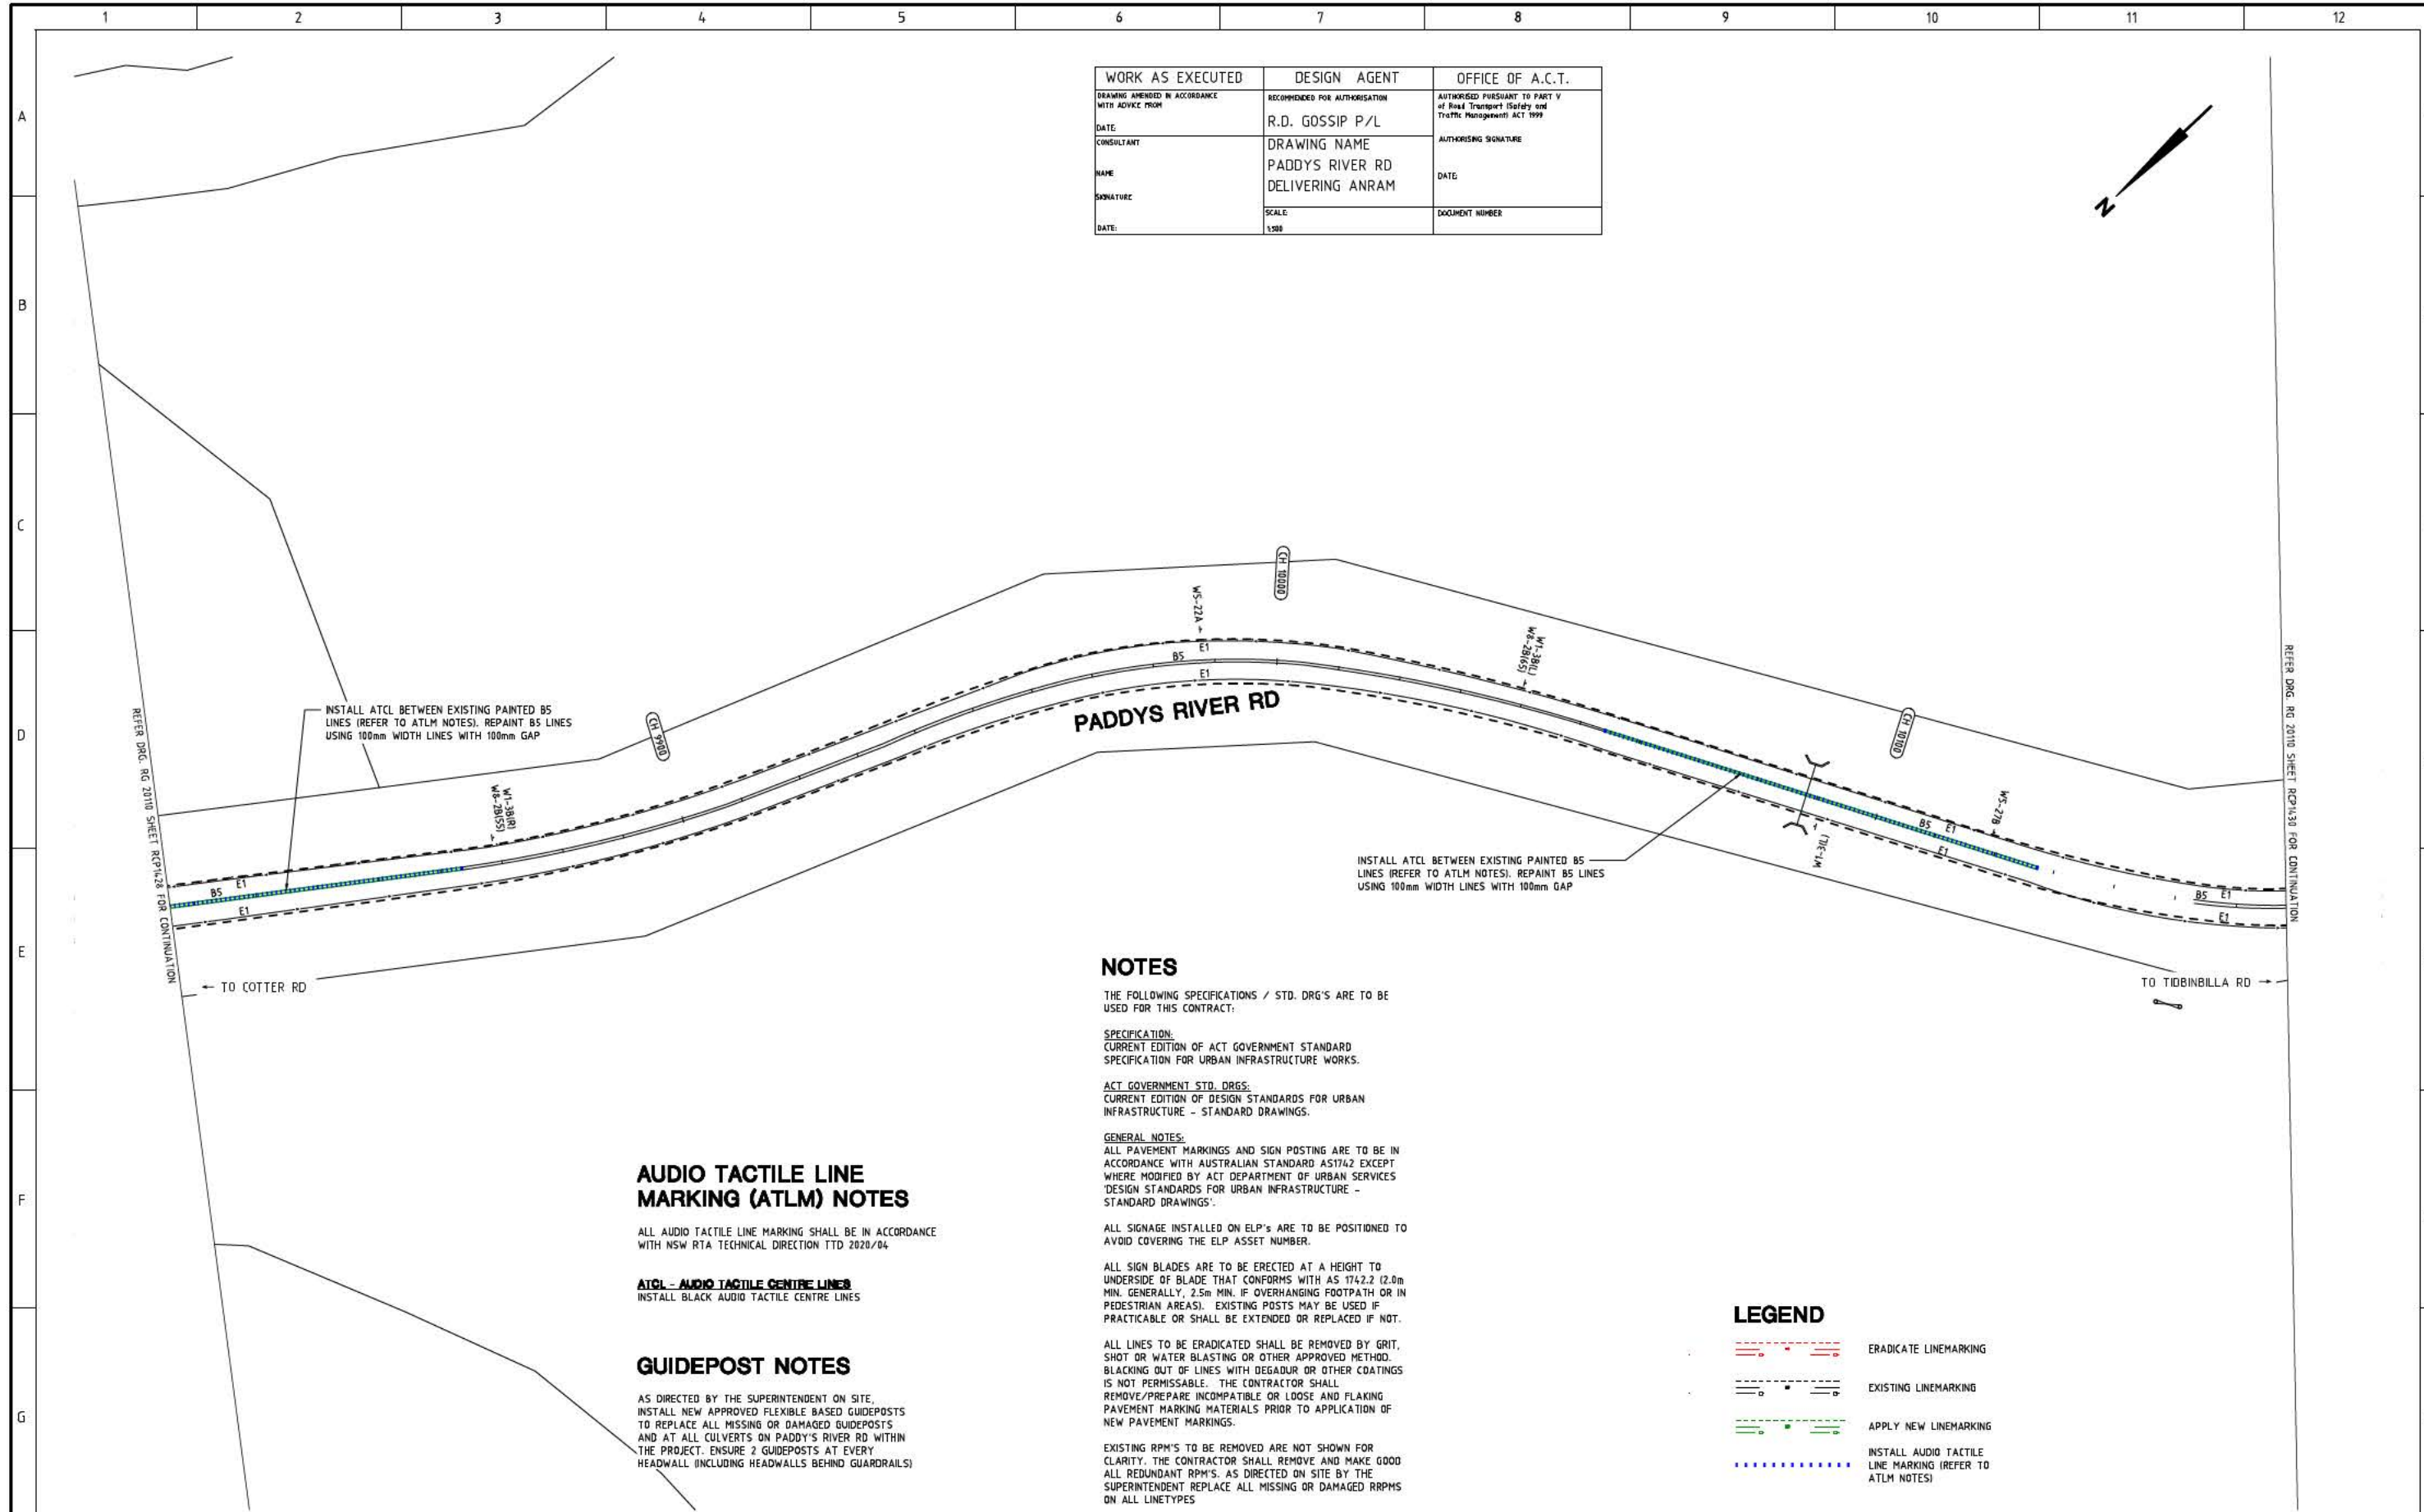 1 2 3 4 5 6 7 8 9 10 11 12
A
B
C
D
E
F
G
WORK AS EXECUTED
DRAWING AMENDED IN ACCORDANCE
WITH ADVICE FROM
DATE:
CONSULTANT
NAME
SIGNATURE
DATE:
DESIGN AGENT
RECOMMENDED FOR AUTHORISATION
R.D. GOSSIP P/L
DRAWING NAME
PADDYS RIVER RD
DELIVERING ANRAM
SCALE:
1:500
OFFICE OF A.C.T.
AUTHORISED PURSUANT TO PART V
of Road Transport (Safety and
Traffic Management) ACT 1999
AUTHORISING SIGNATURE
DATE:
DOCUMENT NUMBER
N
REFER DRG. RG 20110 SHEET RCP1428 FOR CONTINUATION
INSTALL ATCL BETWEEN EXISTING PAINTED B5
LINES (REFER TO ATLM NOTES). REPAINT B5 LINES
USING 100mm WIDTH LINES WITH 100mm GAP
B5
E1
E1
W1-3B(R)
W8-2B(55)
CH 9900
W5-22A
B5
E1
E1
CH 10000
PADDYS RIVER RD
W1-3B(L)
W8-2B(65)
CH 10100
INSTALL ATCL BETWEEN EXISTING PAINTED B5
LINES (REFER TO ATLM NOTES). REPAINT B5 LINES
USING 100mm WIDTH LINES WITH 100mm GAP
W1-3(L)
B5
E1
E1
W5-27B
B5
E1
E1
REFER DRG. RG 20110 SHEET RCP1430 FOR CONTINUATION
← TO COTTER RD
TO TIDBINBILLA RD →
AUDIO TACTILE LINE
MARKING (ATLM) NOTES
ALL AUDIO TACTILE LINE MARKING SHALL BE IN ACCORDANCE
WITH NSW RTA TECHNICAL DIRECTION TTD 2020/04
ATCL - AUDIO TACTILE CENTRE LINES
INSTALL BLACK AUDIO TACTILE CENTRE LINES
GUIDEPOST NOTES
AS DIRECTED BY THE SUPERINTENDENT ON SITE,
INSTALL NEW APPROVED FLEXIBLE BASED GUIDEPOSTS
TO REPLACE ALL MISSING OR DAMAGED GUIDEPOSTS
AND AT ALL CULVERTS ON PADDY'S RIVER RD WITHIN
THE PROJECT. ENSURE 2 GUIDEPOSTS AT EVERY
HEADWALL (INCLUDING HEADWALLS BEHIND GUARDRAILS)
NOTES
THE FOLLOWING SPECIFICATIONS / STD. DRG'S ARE TO BE
USED FOR THIS CONTRACT:
SPECIFICATION:
CURRENT EDITION OF ACT GOVERNMENT STANDARD
SPECIFICATION FOR URBAN INFRASTRUCTURE WORKS.
ACT GOVERNMENT STD. DRGS:
CURRENT EDITION OF DESIGN STANDARDS FOR URBAN
INFRASTRUCTURE - STANDARD DRAWINGS.
GENERAL NOTES:
ALL PAVEMENT MARKINGS AND SIGN POSTING ARE TO BE IN
ACCORDANCE WITH AUSTRALIAN STANDARD AS1742 EXCEPT
WHERE MODIFIED BY ACT DEPARTMENT OF URBAN SERVICES
'DESIGN STANDARDS FOR URBAN INFRASTRUCTURE -
STANDARD DRAWINGS'.
ALL SIGNAGE INSTALLED ON ELP's ARE TO BE POSITIONED TO
AVOID COVERING THE ELP ASSET NUMBER.
ALL SIGN BLADES ARE TO BE ERECTED AT A HEIGHT TO
UNDERSIDE OF BLADE THAT CONFORMS WITH AS 1742.2 (2.0m
MIN. GENERALLY, 2.5m MIN. IF OVERHANGING FOOTPATH OR IN
PEDESTRIAN AREAS). EXISTING POSTS MAY BE USED IF
PRACTICABLE OR SHALL BE EXTENDED OR REPLACED IF NOT.
ALL LINES TO BE ERADICATED SHALL BE REMOVED BY GRIT,
SHOT OR WATER BLASTING OR OTHER APPROVED METHOD.
BLACKING OUT OF LINES WITH DEGADUR OR OTHER COATINGS
IS NOT PERMISSABLE. THE CONTRACTOR SHALL
REMOVE/PREPARE INCOMPATIBLE OR LOOSE AND FLAKING
PAVEMENT MARKING MATERIALS PRIOR TO APPLICATION OF
NEW PAVEMENT MARKINGS.
EXISTING RPM'S TO BE REMOVED ARE NOT SHOWN FOR
CLARITY. THE CONTRACTOR SHALL REMOVE AND MAKE GOOD
ALL REDUNDANT RPM'S. AS DIRECTED ON SITE BY THE
SUPERINTENDENT REPLACE ALL MISSING OR DAMAGED RRPMS
ON ALL LINETYPES
LEGEND
ERADICATE LINEMARKING
EXISTING LINEMARKING
APPLY NEW LINEMARKING
INSTALL AUDIO TACTILE
LINE MARKING (REFER TO
ATLM NOTES)